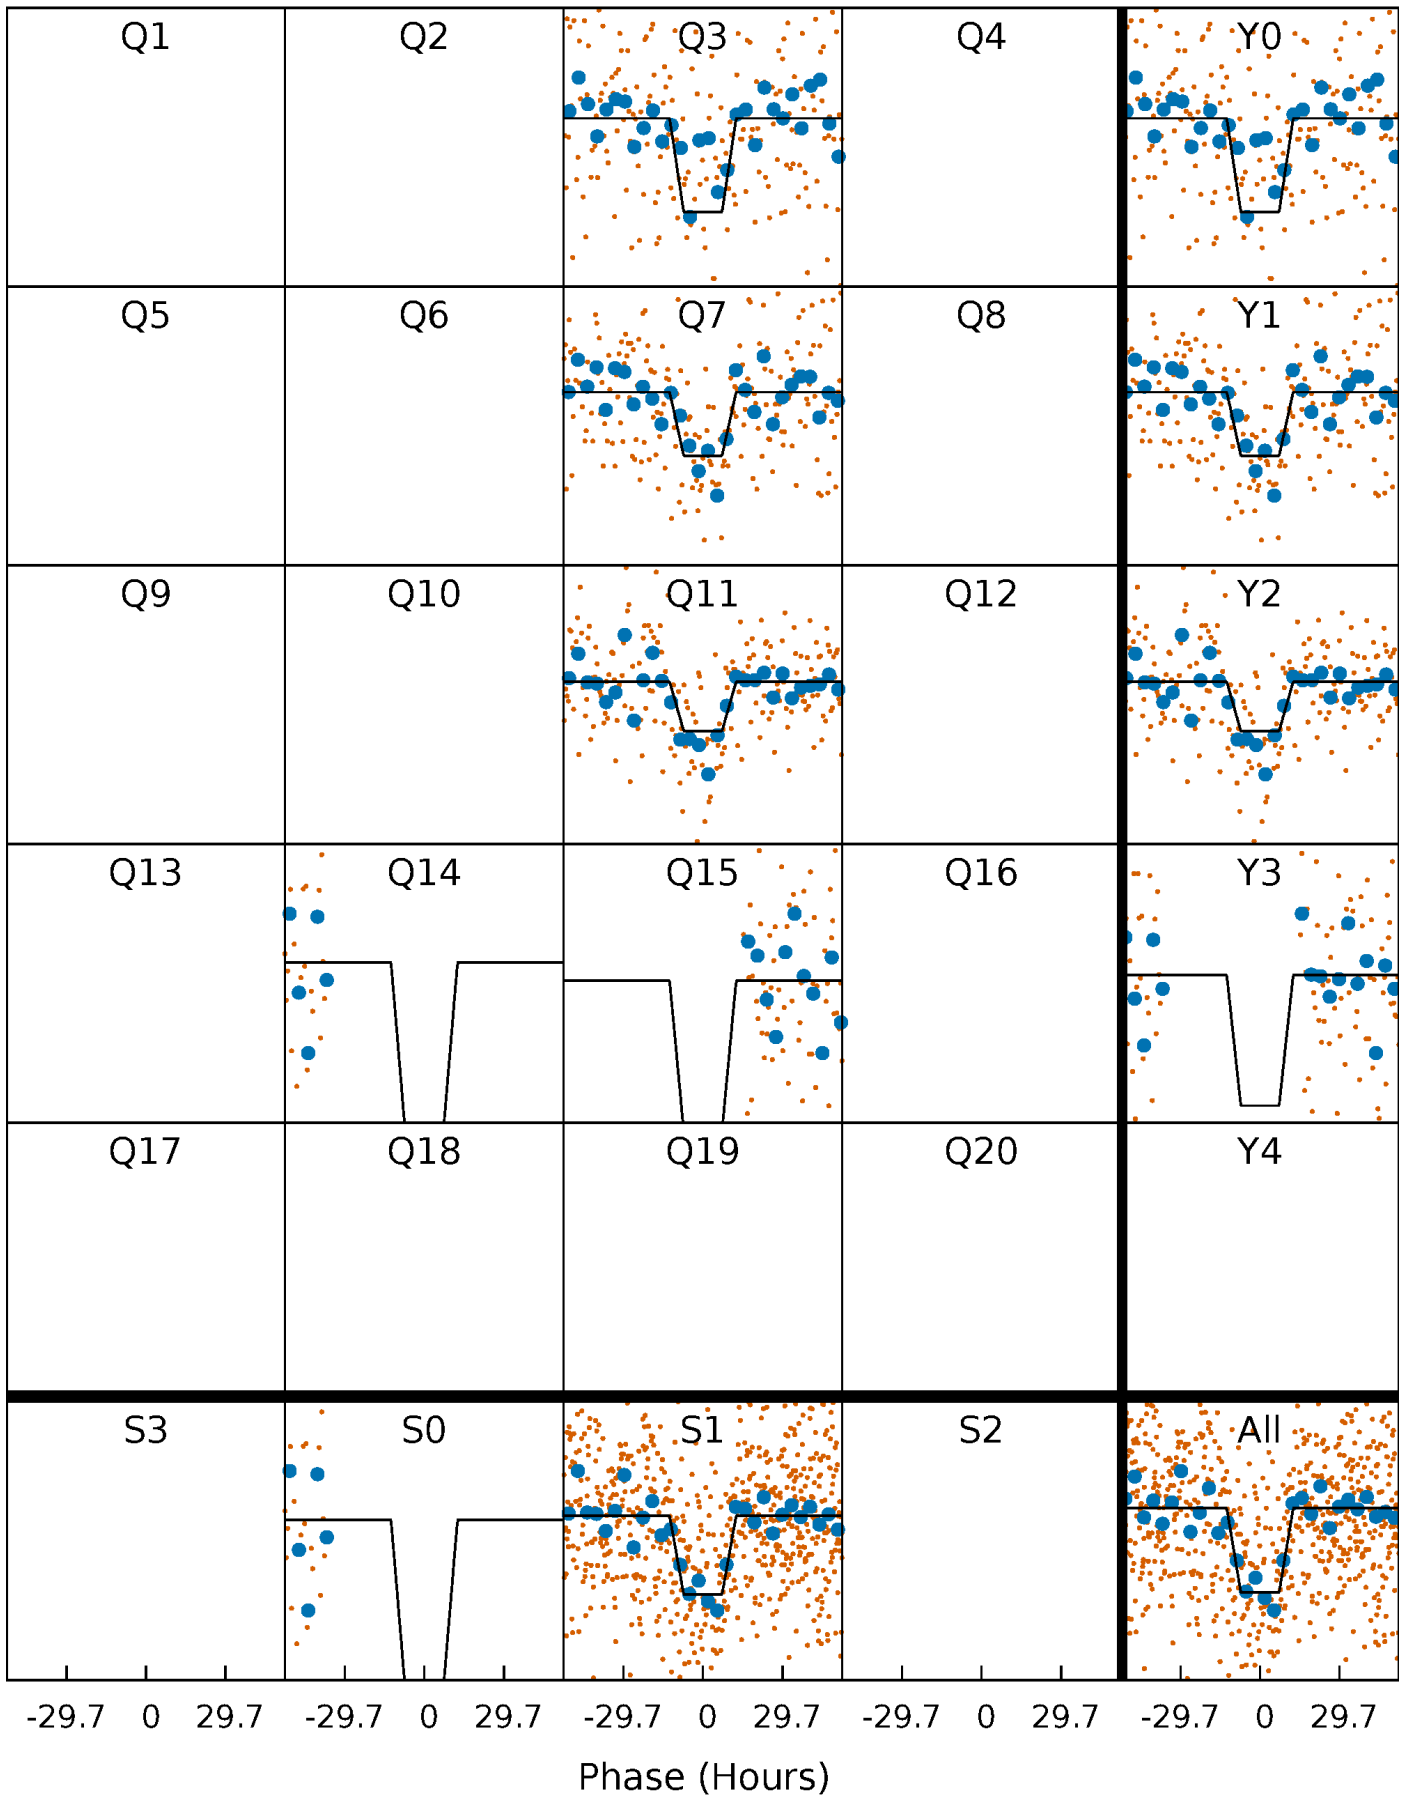 Q1 Q2 Q3 Q4 Y0
Q5 Q6 Q7 Q8 Y1
Q9 Q10 Q11 Q12 Y2
Q13 Q14 Q15 Q16 Y3
Q17 Q18 Q19 Q20 Y4
S3 S0 S1 S2 All
-29.7 0 29.7 -29.7 0 29.7 -29.7 0 29.7 -29.7 0 29.7 -29.7 0 29.7
Phase (Hours)